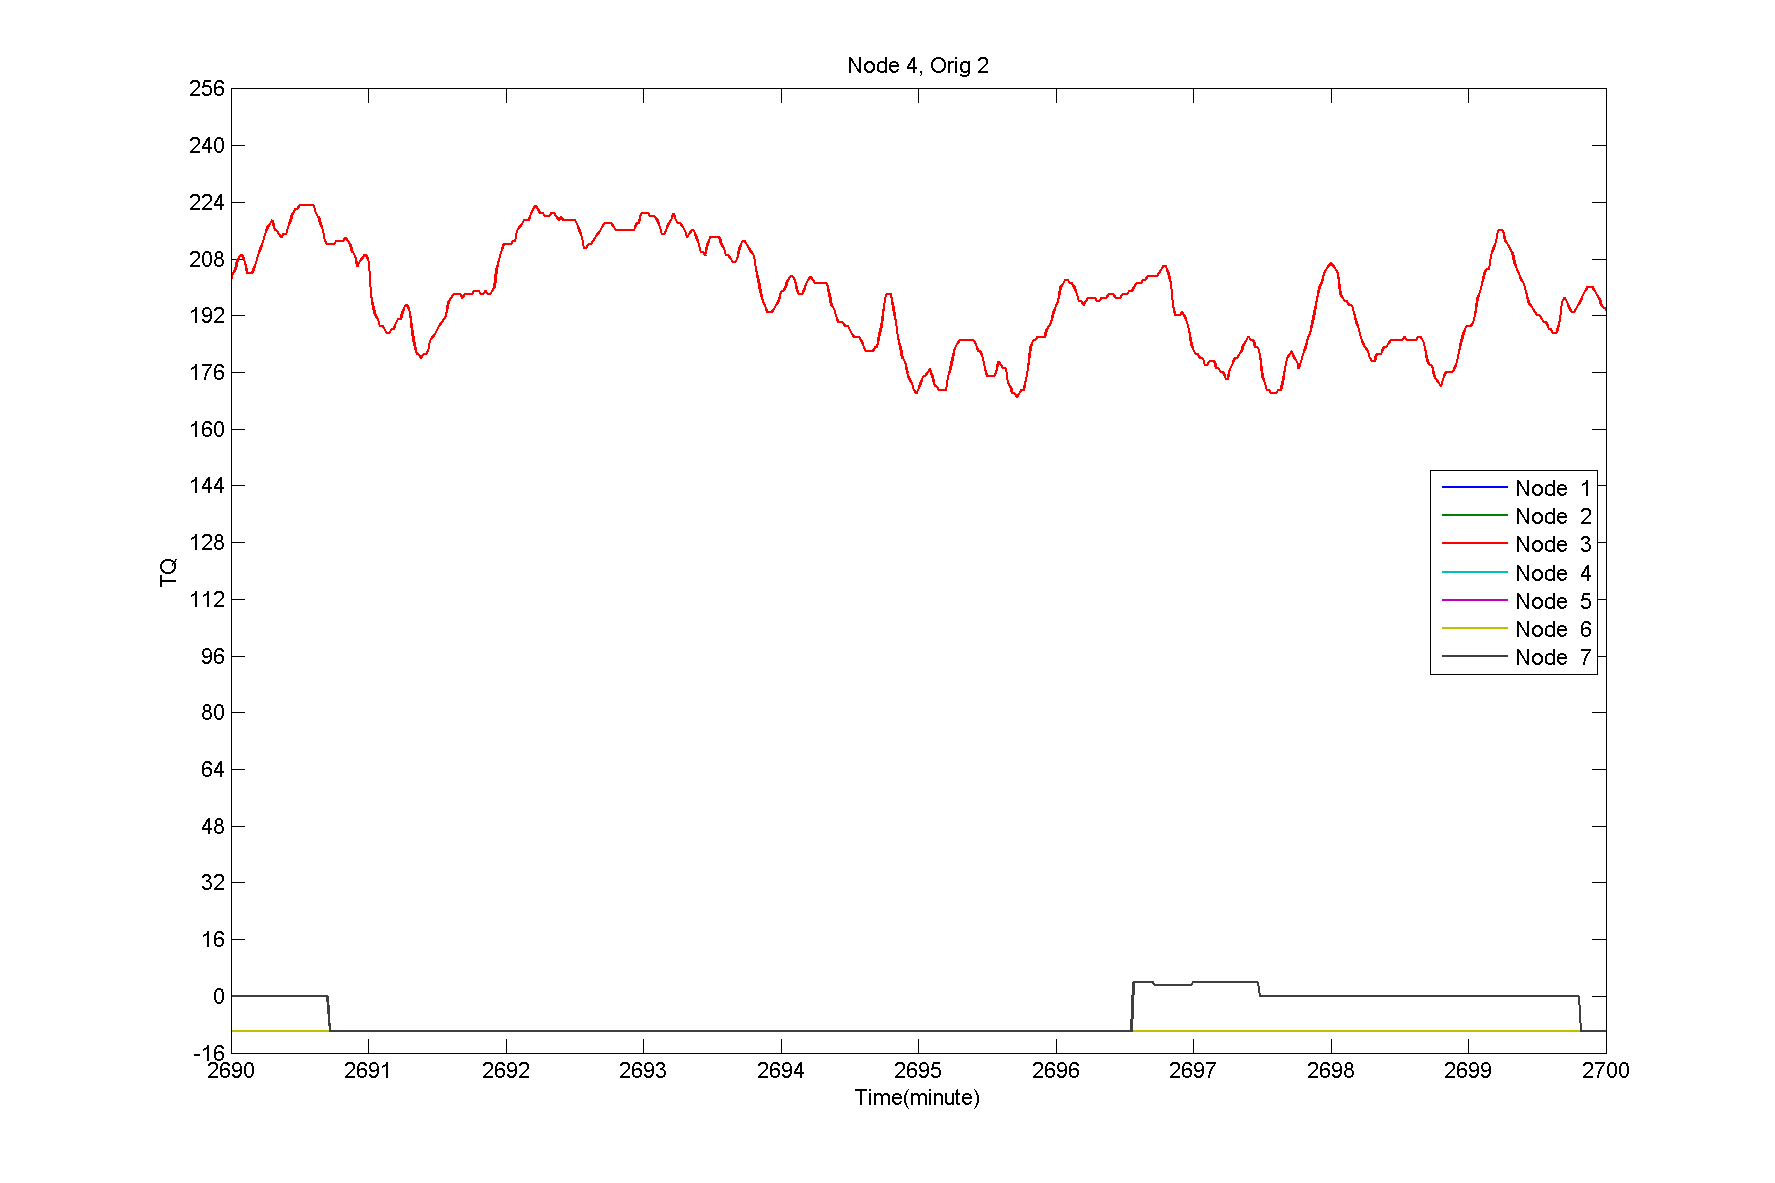 Node 4, Orig 2
256
240
224
208
192
176
160
144
128
112
96
80
64
48
32
16
0
-16
TQ
Node 1
Node 2
Node 3
Node 4
Node 5
Node 6
Node 7
2690 2691 2692 2693 2694 2695 2696 2697 2698 2699 2700
Time(minute)